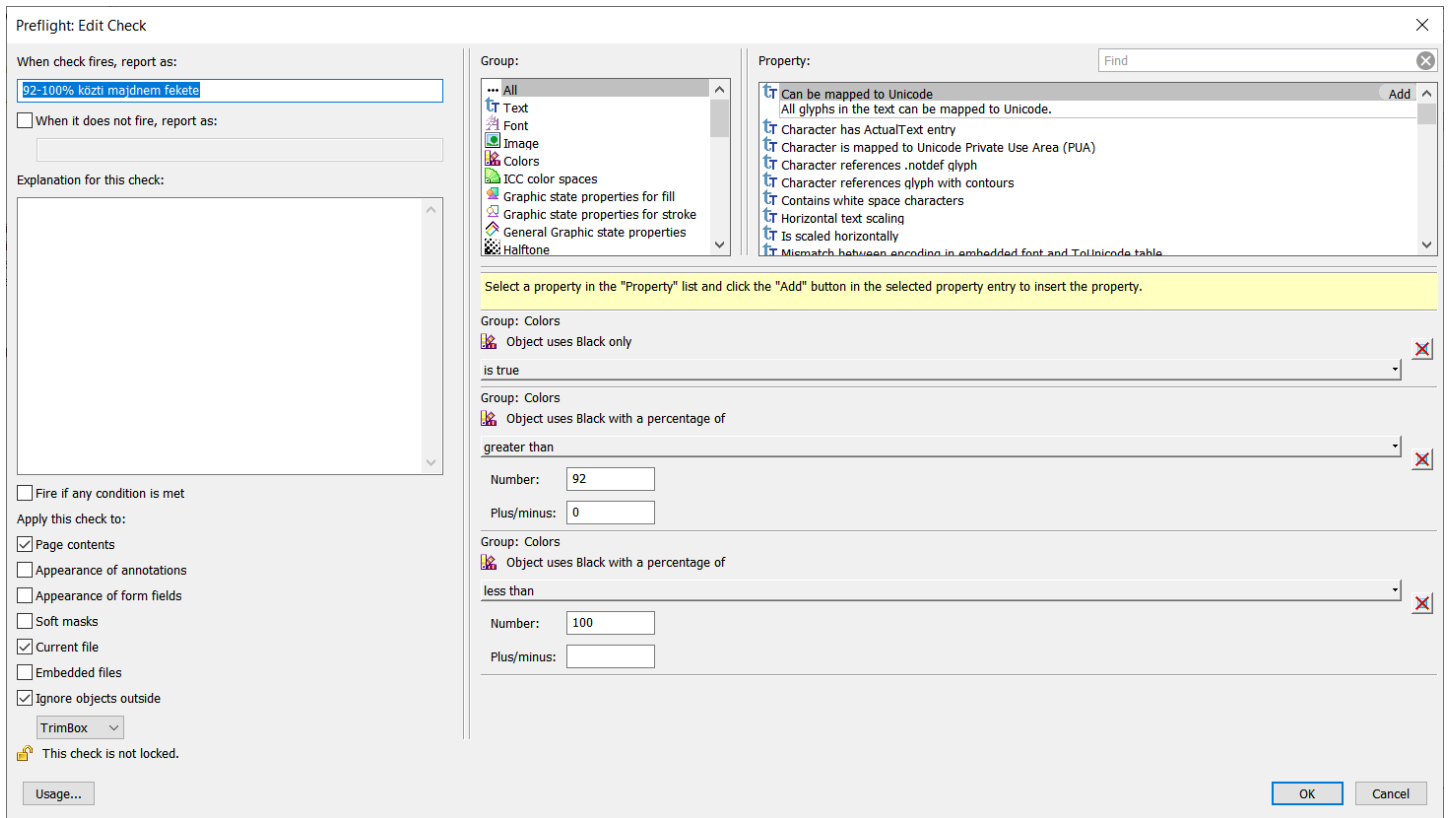 Preflight: Edit Check
When check fires, report as:
92-100% közti majdnem fekete
When it does not fire, report as:
Explanation for this check:
Fire if any condition is met
Apply this check to:
Page contents
Appearance of annotations
Appearance of form fields
Soft masks
Current file
Embedded files
Ignore objects outside
TrimBox
This check is not locked.
Usage...
Group:
All
Text
Font
Image
Colors
ICC color spaces
Graphic state properties for fill
Graphic state properties for stroke
General Graphic state properties
Halftone
Property:
Find
Can be mapped to Unicode Add
All glyphs in the text can be mapped to Unicode.
Character has ActualText entry
Character is mapped to Unicode Private Use Area (PUA)
Character references .notdef glyph
Character references glyph with contours
Contains white space characters
Horizontal text scaling
Is scaled horizontally
Mismatch between encoding in embedded font and ToUnicode table
Select a property in the "Property" list and click the "Add" button in the selected property entry to insert the property.
Group: Colors
Object uses Black only
is true
Group: Colors
Object uses Black with a percentage of
greater than
Number: 92
Plus/minus: 0
Group: Colors
Object uses Black with a percentage of
less than
Number: 100
Plus/minus:
OK Cancel